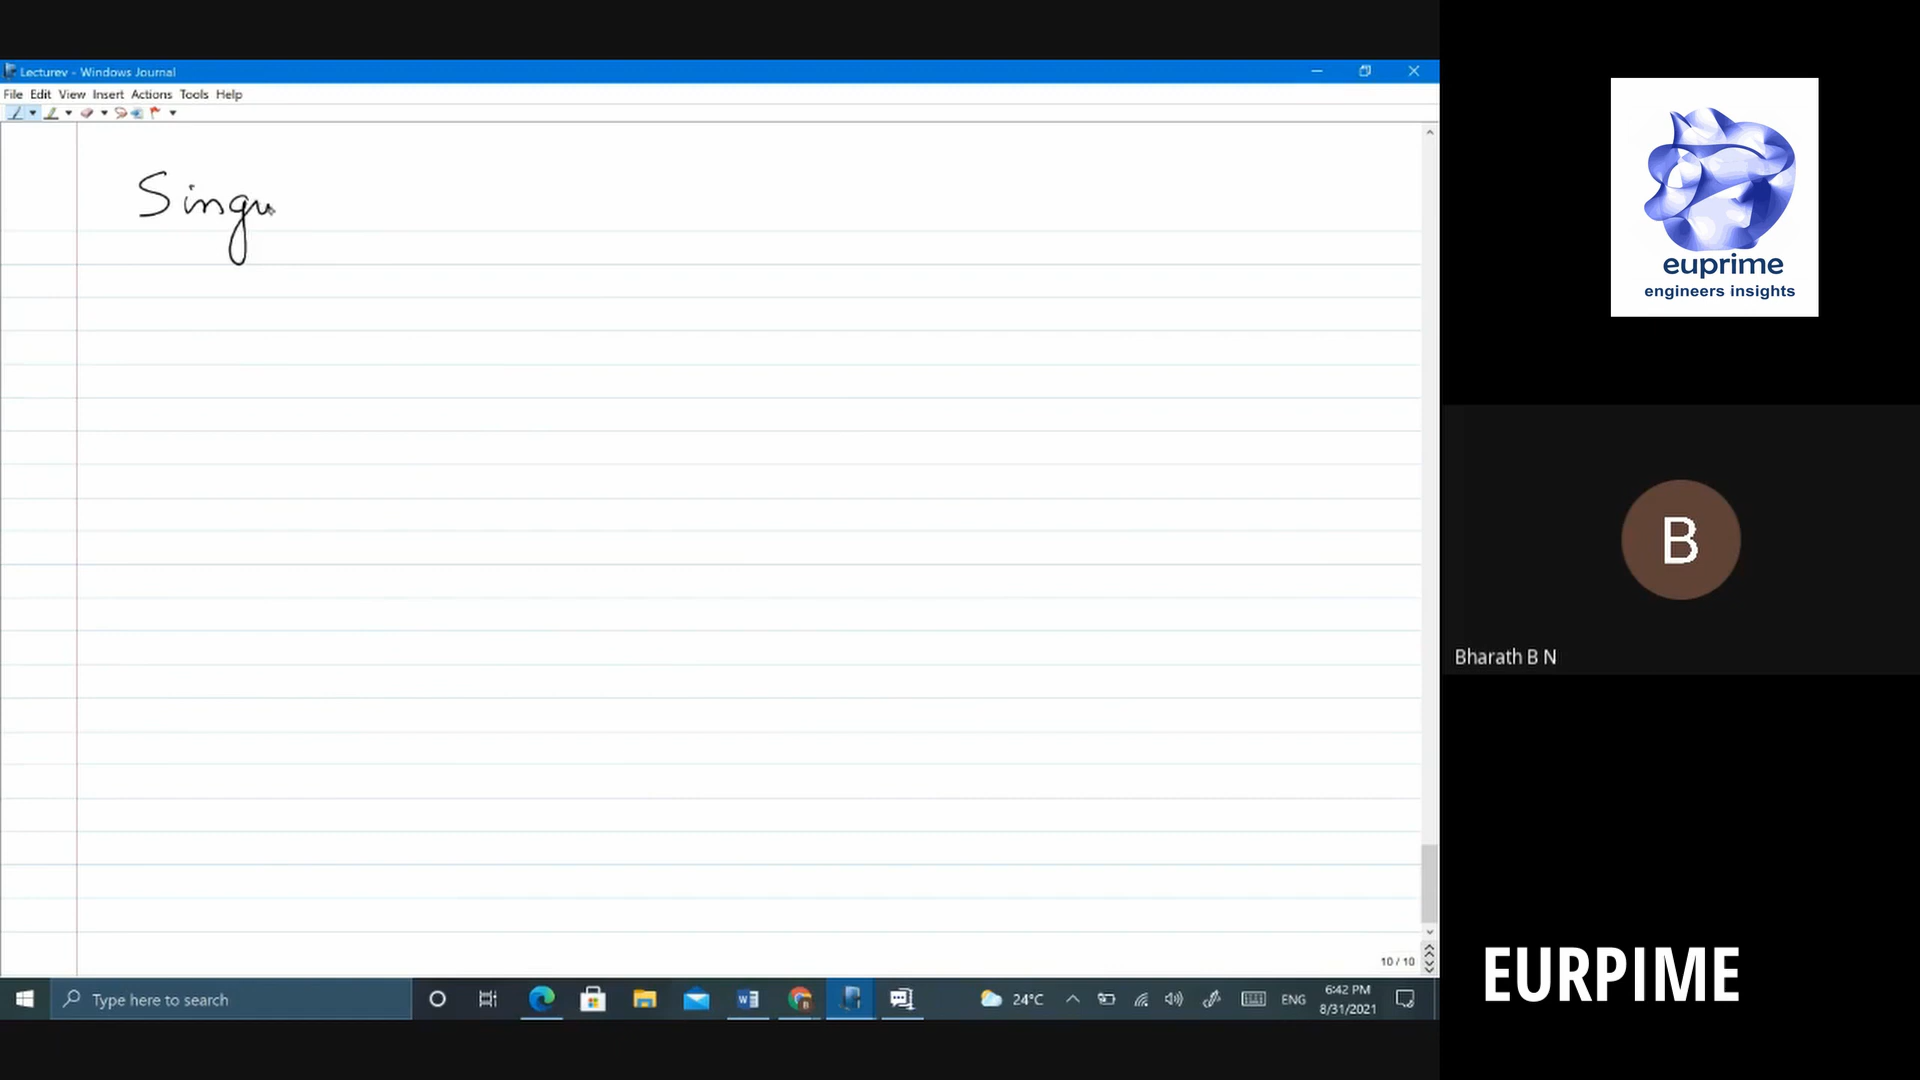 Lecturev - Windows Journal
File Edit View Insert Actions Tools Help
Singu
10 / 10
Type here to search
24°C
ENG
6:42 PM
8/31/2021
euprime
engineers insights
B
Bharath B N
EURPIME